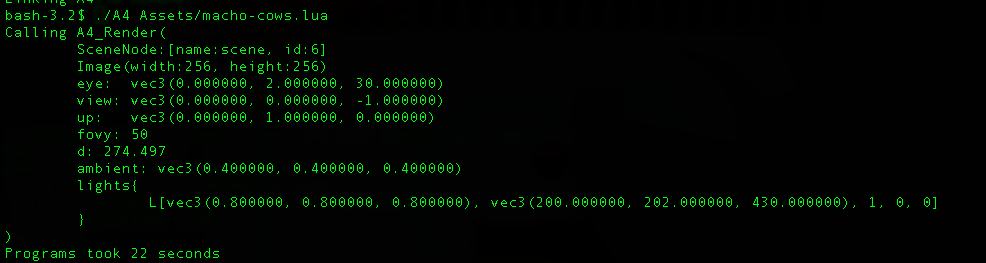 Linking A4
bash-3.2$ ./A4 Assets/macho-cows.lua
Calling A4_Render(
SceneNode:[name:scene, id:6]
Image(width:256, height:256)
eye: vec3(0.000000, 2.000000, 30.000000)
view: vec3(0.000000, 0.000000, -1.000000)
up: vec3(0.000000, 1.000000, 0.000000)
fovy: 50
d: 274.497
ambient: vec3(0.400000, 0.400000, 0.400000)
lights{
L[vec3(0.800000, 0.800000, 0.800000), vec3(200.000000, 202.000000, 430.000000), 1, 0, 0]
}
)
Programs took 22 seconds